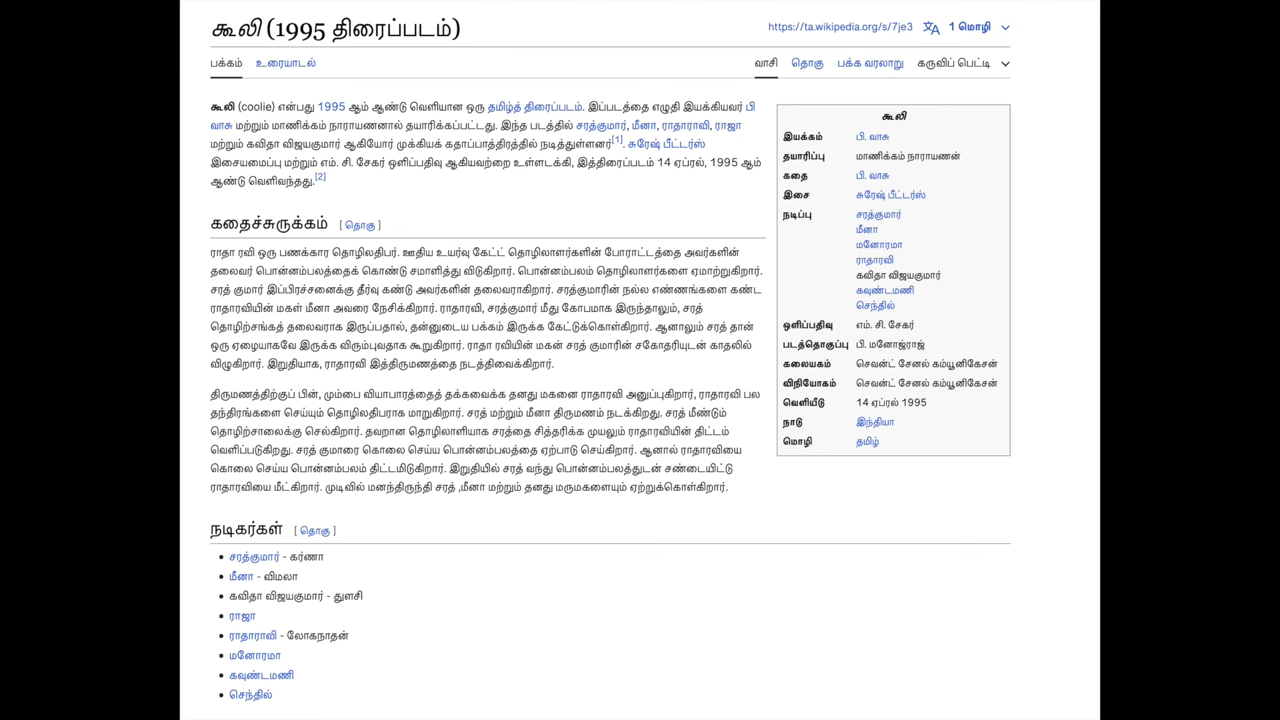 கூலி (1995 திரைப்படம்)
https://ta.wikipedia.org/s/7je3 1 மொழி
பக்கம் உரையாடல் வாசி தொகு பக்க வரலாறு கருவிப் பெட்டி
கூலி (coolie) என்பது 1995 ஆம் ஆண்டு வெளியான ஒரு தமிழ்த் திரைப்படம். இப்படத்தை எழுதி இயக்கியவர் பி
வாசு மற்றும் மாணிக்கம் நாராயணனால் தயாரிக்கப்பட்டது. இந்த படத்தில் சரத்குமார், மீனா, ராதாராவி, ராஜா
மற்றும் கவிதா விஜயகுமார் ஆகியோர் முக்கியக் கதாப்பாத்திரத்தில் நடித்துள்ளனர்[1]. சுரேஷ் பீட்டர்ஸ்
இசையமைப்பு மற்றும் எம். சி. சேகர் ஒளிப்பதிவு ஆகியவற்றை உள்ளடக்கி, இத்திரைப்படம் 14 ஏப்ரல், 1995 ஆம்
ஆண்டு வெளிவந்தது.[2]
கதைச்சுருக்கம் [ தொகு ]
ராதா ரவி ஒரு பணக்கார தொழிலதிபர். ஊதிய உயர்வு கேட்ட் தொழிலாளர்களின் போராட்டத்தை அவர்களின்
தலைவர் பொன்னம்பலத்தைக் கொண்டு சமாளித்து விடுகிறார். பொன்னம்பலம் தொழிலாளர்களை ஏமாற்றுகிறார்.
சரத் குமார் இப்பிரச்சனைக்கு தீர்வு கண்டு அவர்களின் தலைவராகிறார். சரத்குமாரின் நல்ல எண்ணங்களை கண்ட
ராதாரவியின் மகள் மீனா அவரை நேசிக்கிறார். ராதாரவி, சரத்குமார் மீது கோபமாக இருந்தாலும், சரத்
தொழிற்சங்கத் தலைவராக இருப்பதால், தன்னுடைய பக்கம் இருக்க கேட்டுக்கொள்கிறார். ஆனாலும் சரத் தான்
ஒரு ஏழையாகவே இருக்க விரும்புவதாக கூறுகிறார். ராதா ரவியின் மகன் சரத் குமாரின் சகோதரியுடன் காதலில்
விழுகிறார். இறுதியாக, ராதாரவி இத்திருமணத்தை நடத்திவைக்கிறார்.
திருமணத்திற்குப் பின், மும்பை வியாபாரத்தைத் தக்கவைக்க தனது மகனை ராதாரவி அனுப்புகிறார், ராதாரவி பல
தந்திரங்களை செய்யும் தொழிலதிபராக மாறுகிறார். சரத் மற்றும் மீனா திருமணம் நடக்கிறது. சரத் மீண்டும்
தொழிற்சாலைக்கு செல்கிறார். தவறான தொழிலாளியாக சரத்தை சித்தரிக்க முயலும் ராதாரவியின் திட்டம்
வெளிப்படுகிறது. சரத் குமாரை கொலை செய்ய பொன்னம்பலத்தை ஏற்பாடு செய்கிறார். ஆனால் ராதாரவியை
கொலை செய்ய பொன்னம்பலம் திட்டமிடுகிறார். இறுதியில் சரத் வந்து பொன்னம்பலத்துடன் சண்டையிட்டு
ராதாரவியை மீட்கிறார். முடிவில் மனந்திருந்தி சரத் ,மீனா மற்றும் தனது மருமகளையும் ஏற்றுக்கொள்கிறார்.
கூலி
இயக்கம் பி. வாசு
தயாரிப்பு மாணிக்கம் நாராயணன்
கதை பி. வாசு
இசை சுரேஷ் பீட்டர்ஸ்
நடிப்பு சரத்குமார்
மீனா
மனோரமா
ராதாரவி
கவிதா விஜயகுமார்
கவுண்டமணி
செந்தில்
ஒளிப்பதிவு எம். சி. சேகர்
படத்தொகுப்பு பி. மனோஜ்ராஜ்
கலையகம் செவன்ட் சேனல் கம்யூனிகேசன்
விநியோகம் செவன்ட் சேனல் கம்யூனிகேசன்
வெளியீடு 14 ஏப்ரல் 1995
நாடு இந்தியா
மொழி தமிழ்
நடிகர்கள் [ தொகு ]
• சரத்குமார் - கர்ணா
• மீனா - விமலா
• கவிதா விஜயகுமார் - துளசி
• ராஜா
• ராதாராவி - லோகநாதன்
• மனோரமா
• கவுண்டமணி
• செந்தில்